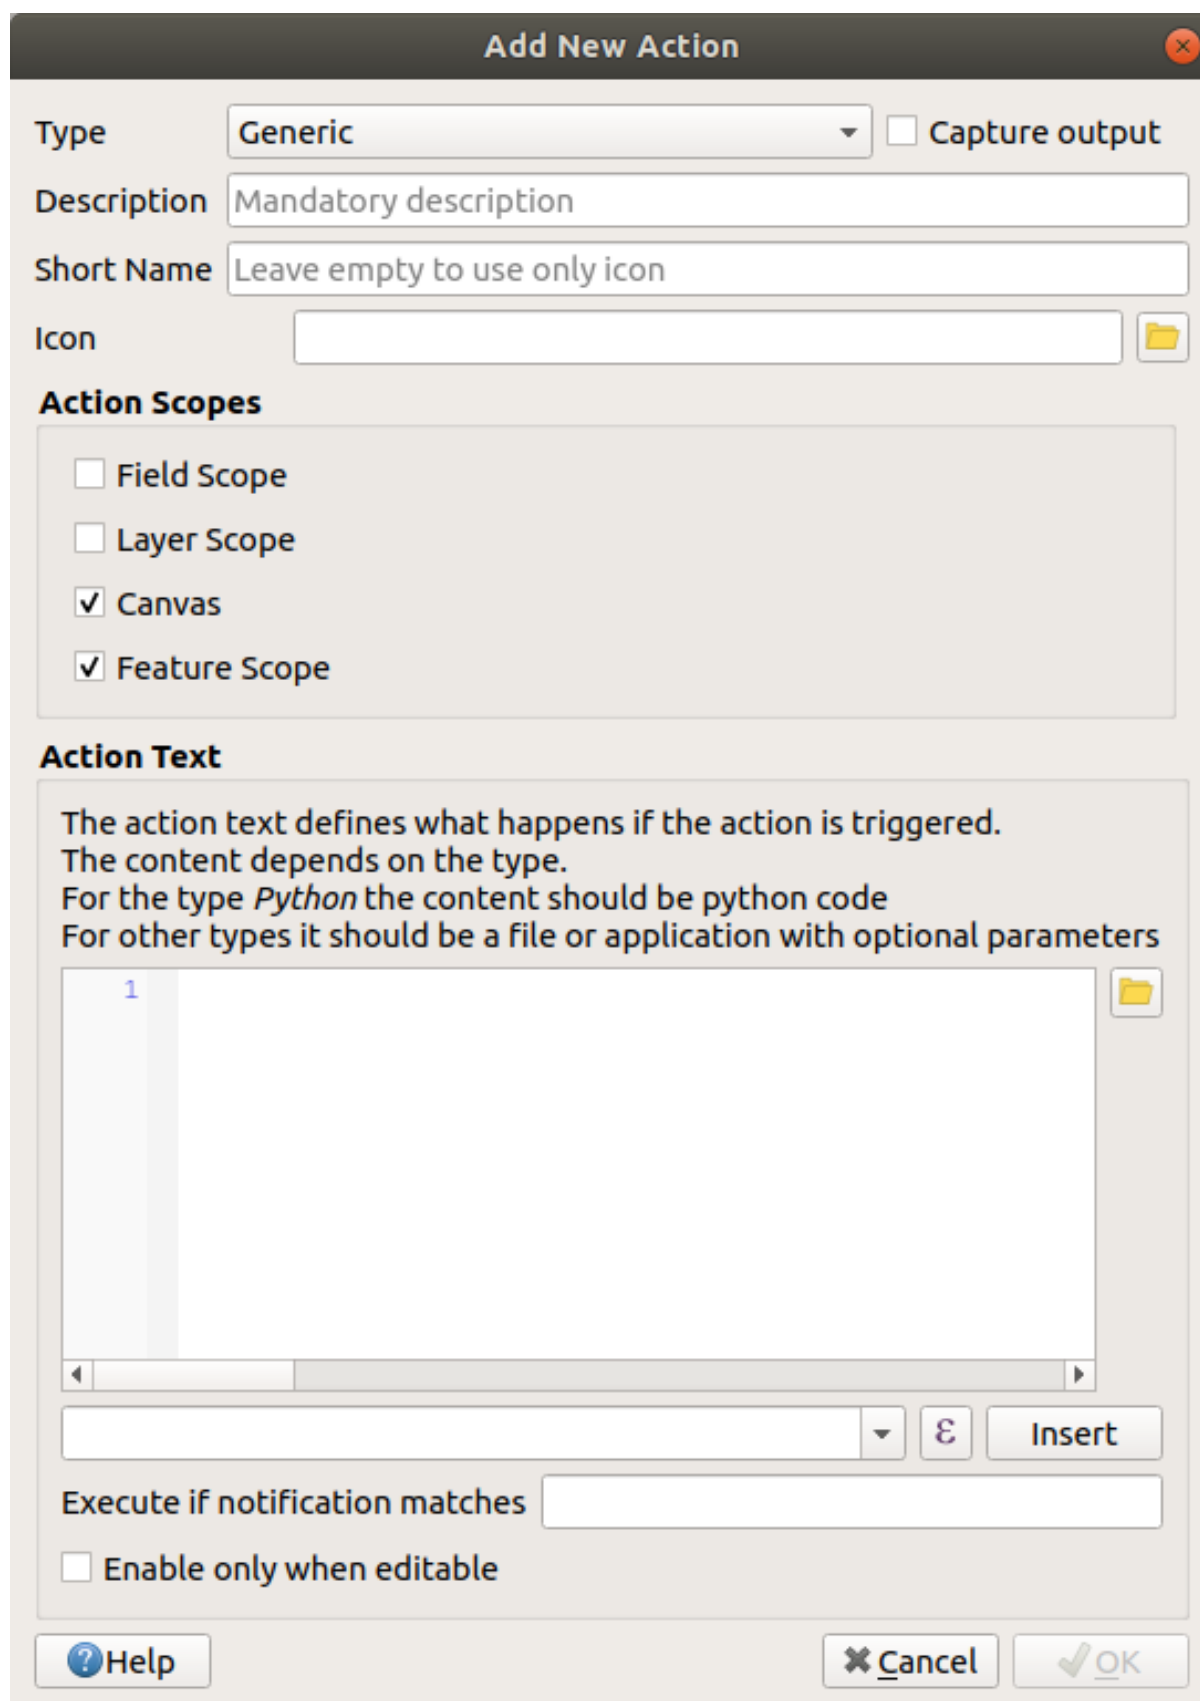 Add New Action
Type Generic Capture output
Description Mandatory description
Short Name Leave empty to use only icon
Icon
Action Scopes
Field Scope
Layer Scope
Canvas
Feature Scope
Action Text
The action text defines what happens if the action is triggered.
The content depends on the type.
For the type Python the content should be python code
For other types it should be a file or application with optional parameters
1
ε Insert
Execute if notification matches
Enable only when editable
Help Cancel OK